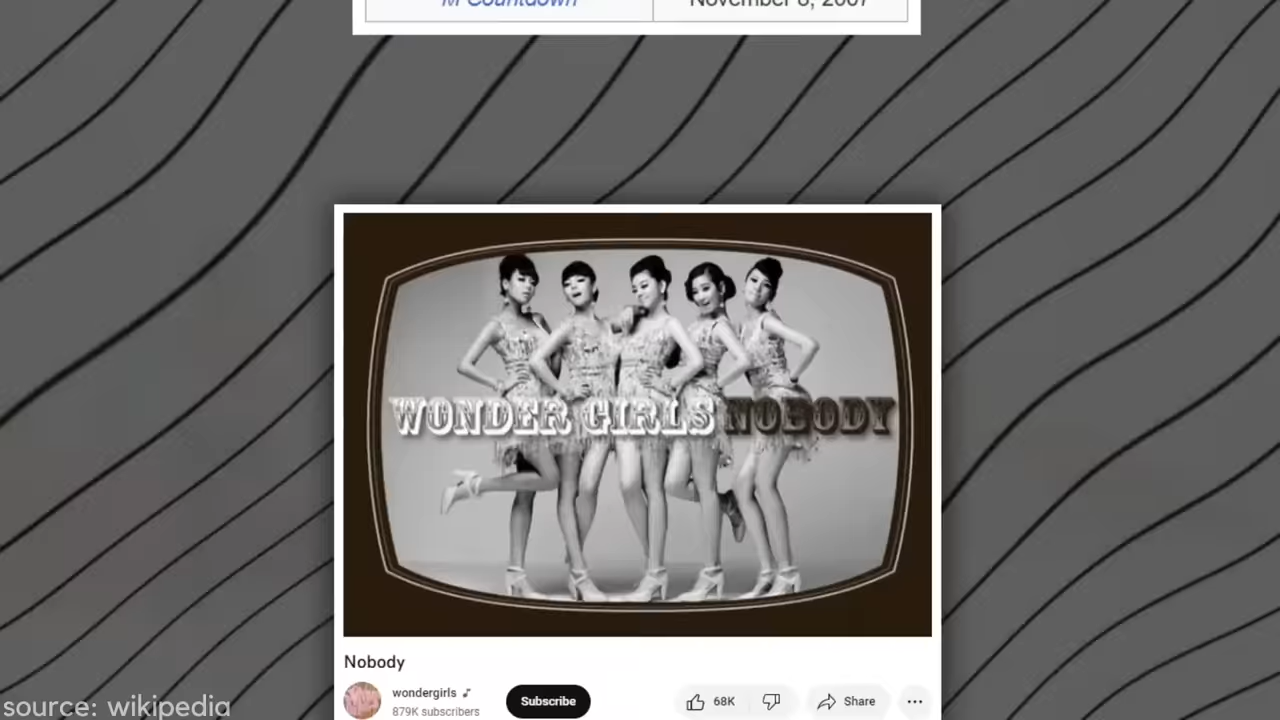 M Countdown
November 8, 2007
WONDER GIRLS NOBODY
Nobody
wondergirls
879K subscribers
Subscribe
68K
Share
source: wikipedia